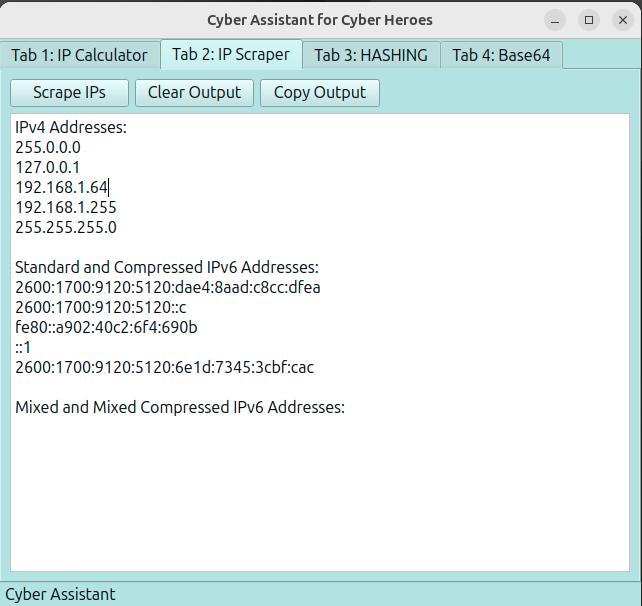 Cyber Assistant for Cyber Heroes
Tab 1: IP Calculator Tab 2: IP Scraper Tab 3: HASHING Tab 4: Base64
Scrape IPs Clear Output Copy Output
IPv4 Addresses:
255.0.0.0
127.0.0.1
192.168.1.64
192.168.1.255
255.255.255.0
Standard and Compressed IPv6 Addresses:
2600:1700:9120:5120:dae4:8aad:c8cc:dfea
2600:1700:9120:5120::c
fe80::a902:40c2:6f4:690b
::1
2600:1700:9120:5120:6e1d:7345:3cbf:cac
Mixed and Mixed Compressed IPv6 Addresses:
Cyber Assistant